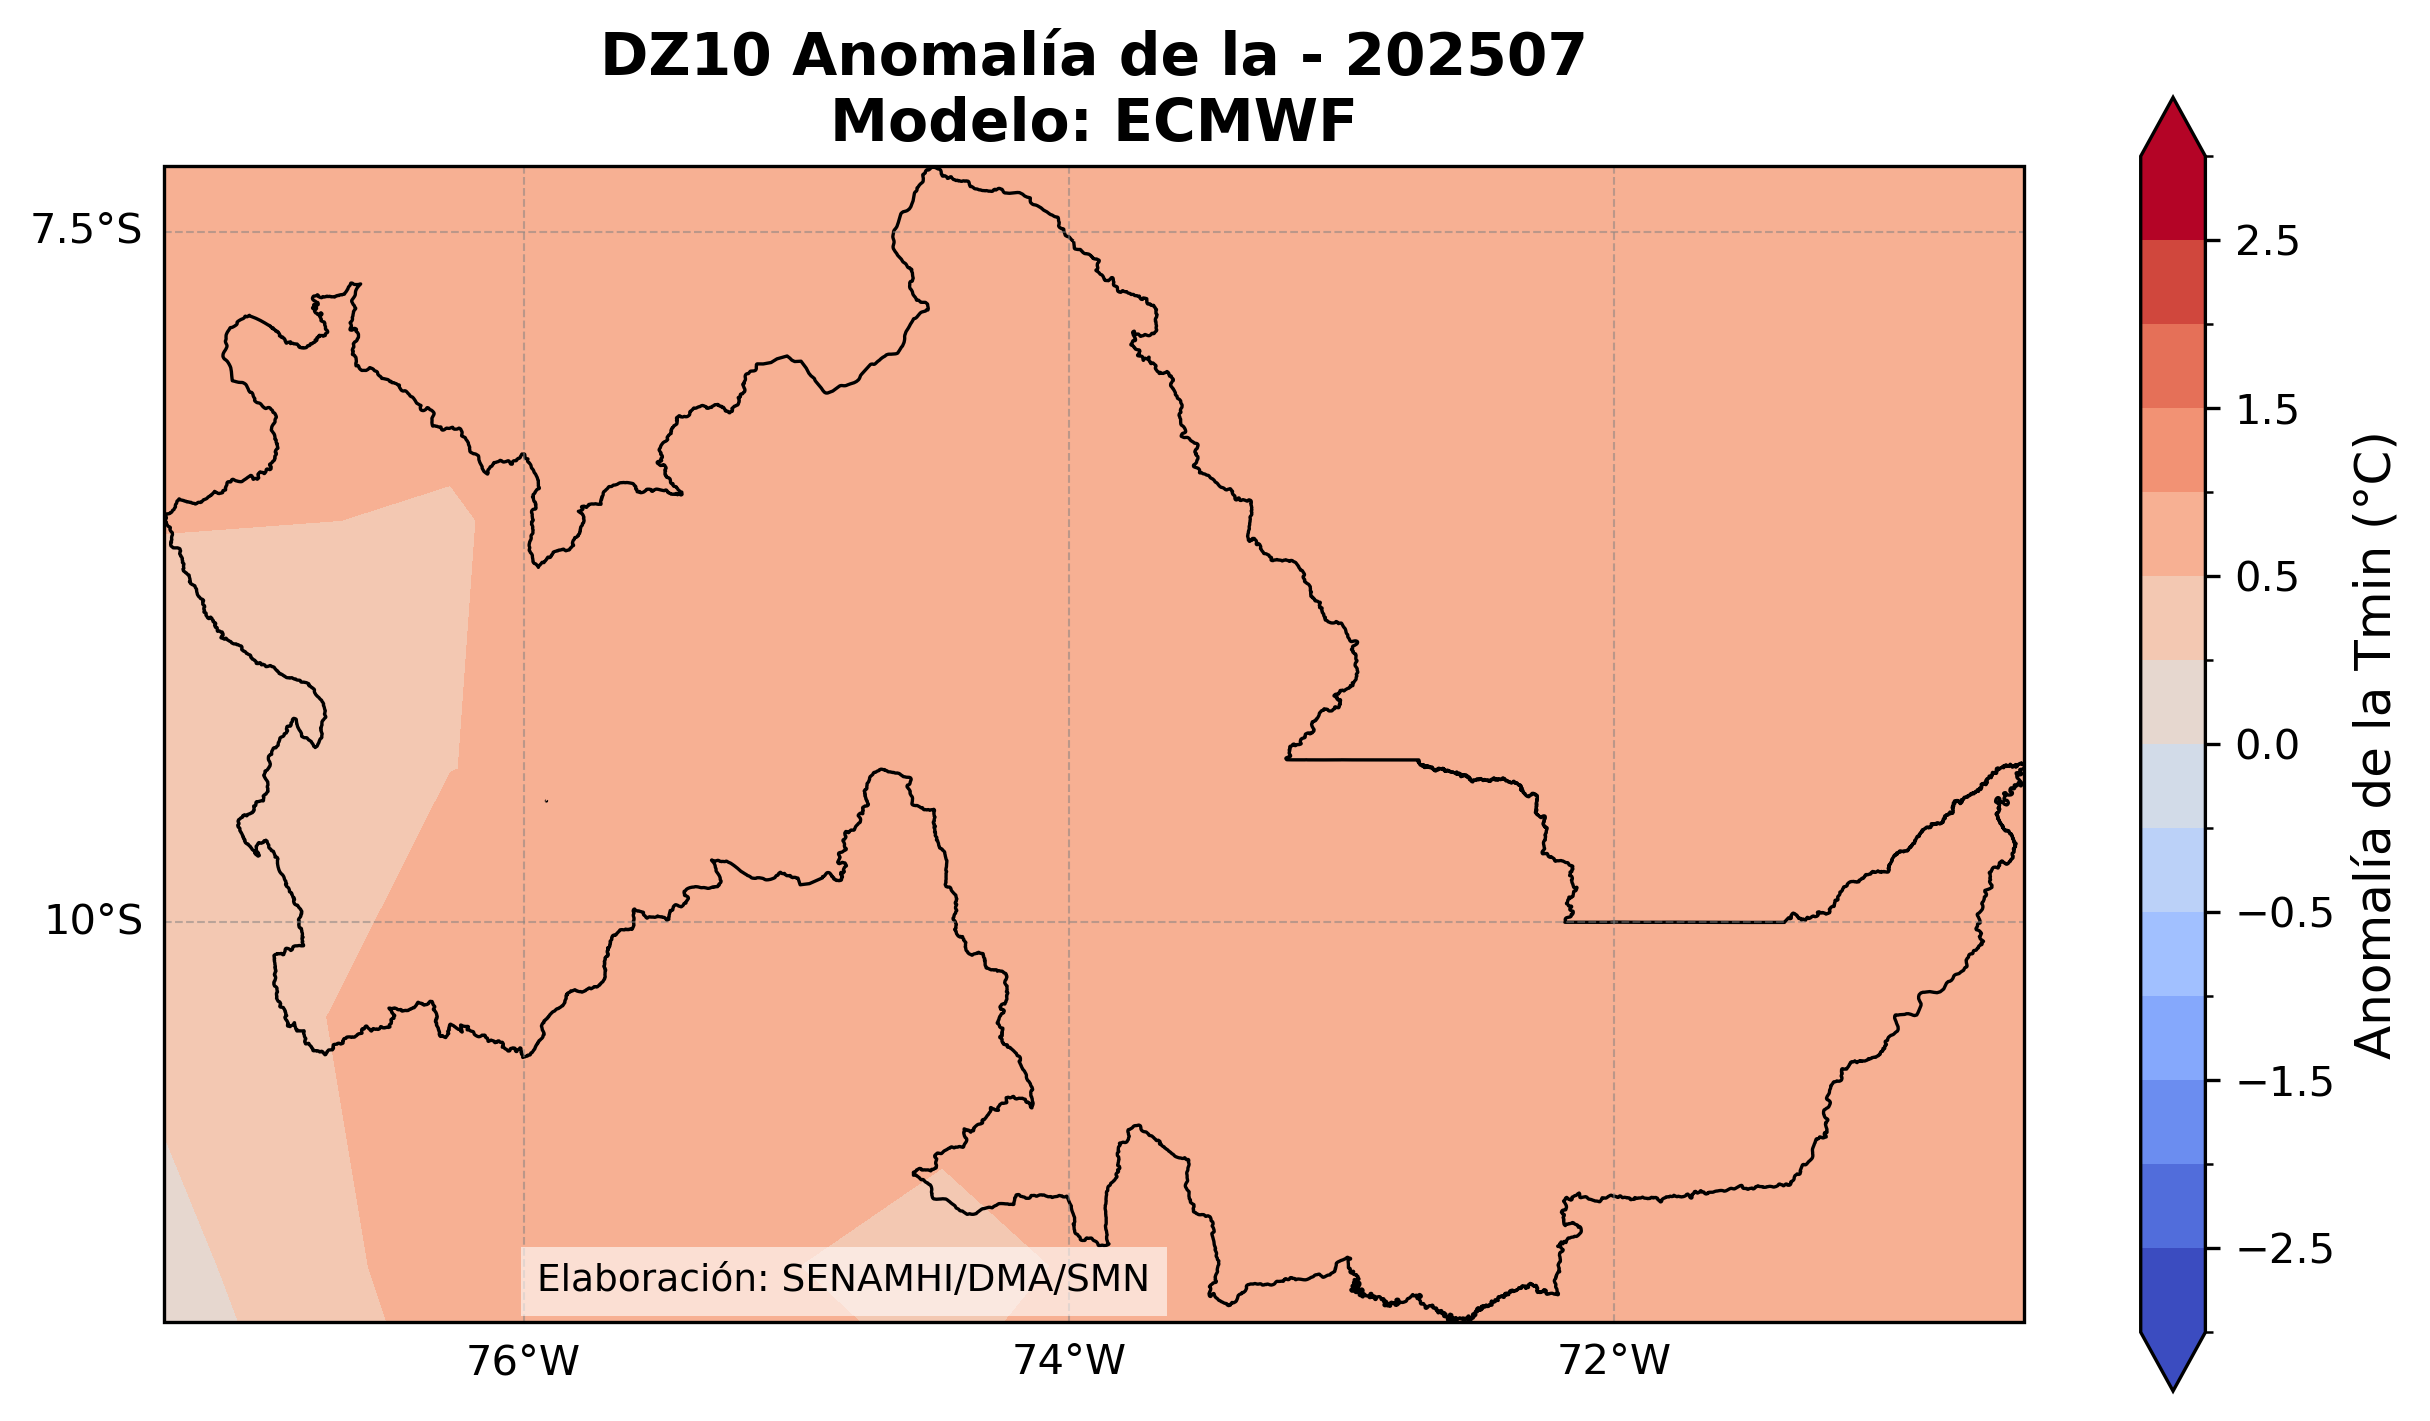 DZ10 Anomalía de la - 202507
Modelo: ECMWF
7.5°S
10°S
76°W
74°W
72°W
Elaboración: SENAMHI/DMA/SMN
2.5
1.5
0.5
0.0
−0.5
−1.5
−2.5
Anomalía de la Tmin (°C)